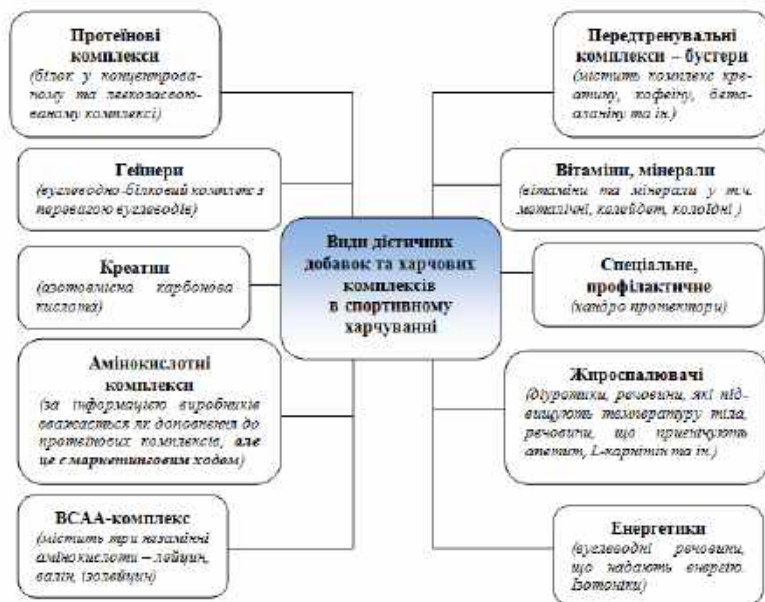 Протеїнові
комплекси
(білок у концентрова-
ному та легкозасвою-
ваному комплексі)
Гейнери
(вуглеводно-білковий комплекс з
перевагою вуглеводів)
Креатин
(азотовмісна карбонова
кислота)
Амінокислотні
комплекси
(за інформацією виробників
вважається як доповнення до
протеїнових комплексів, але
це є маркетинговим ходом)
ВСАА-комплекс
(містить три незамінні
амінокислоти – лейцин,
валін, ізолейцин)
Види дієтичних
добавок та харчових
комплексів
в спортивному
харчуванні
Передтренувальні
комплекси – бустери
(містить комплекс кре-
атину, кофеїну, бета-
аланіну та ін.)
Вітаміни, мінерали
(вітаміни та мінерали у т.ч.
металічні, колоїдні )
Спеціальне,
профілактичне
(хандро протектори)
Жироспалювачі
(діуретики, речовини, які під-
вищують температуру тіла,
речовини, що пригнічують
апетит, L-карнітін та ін.)
Енергетики
(вуглеводні речовини,
що надають енергію.
Ізотоніки)